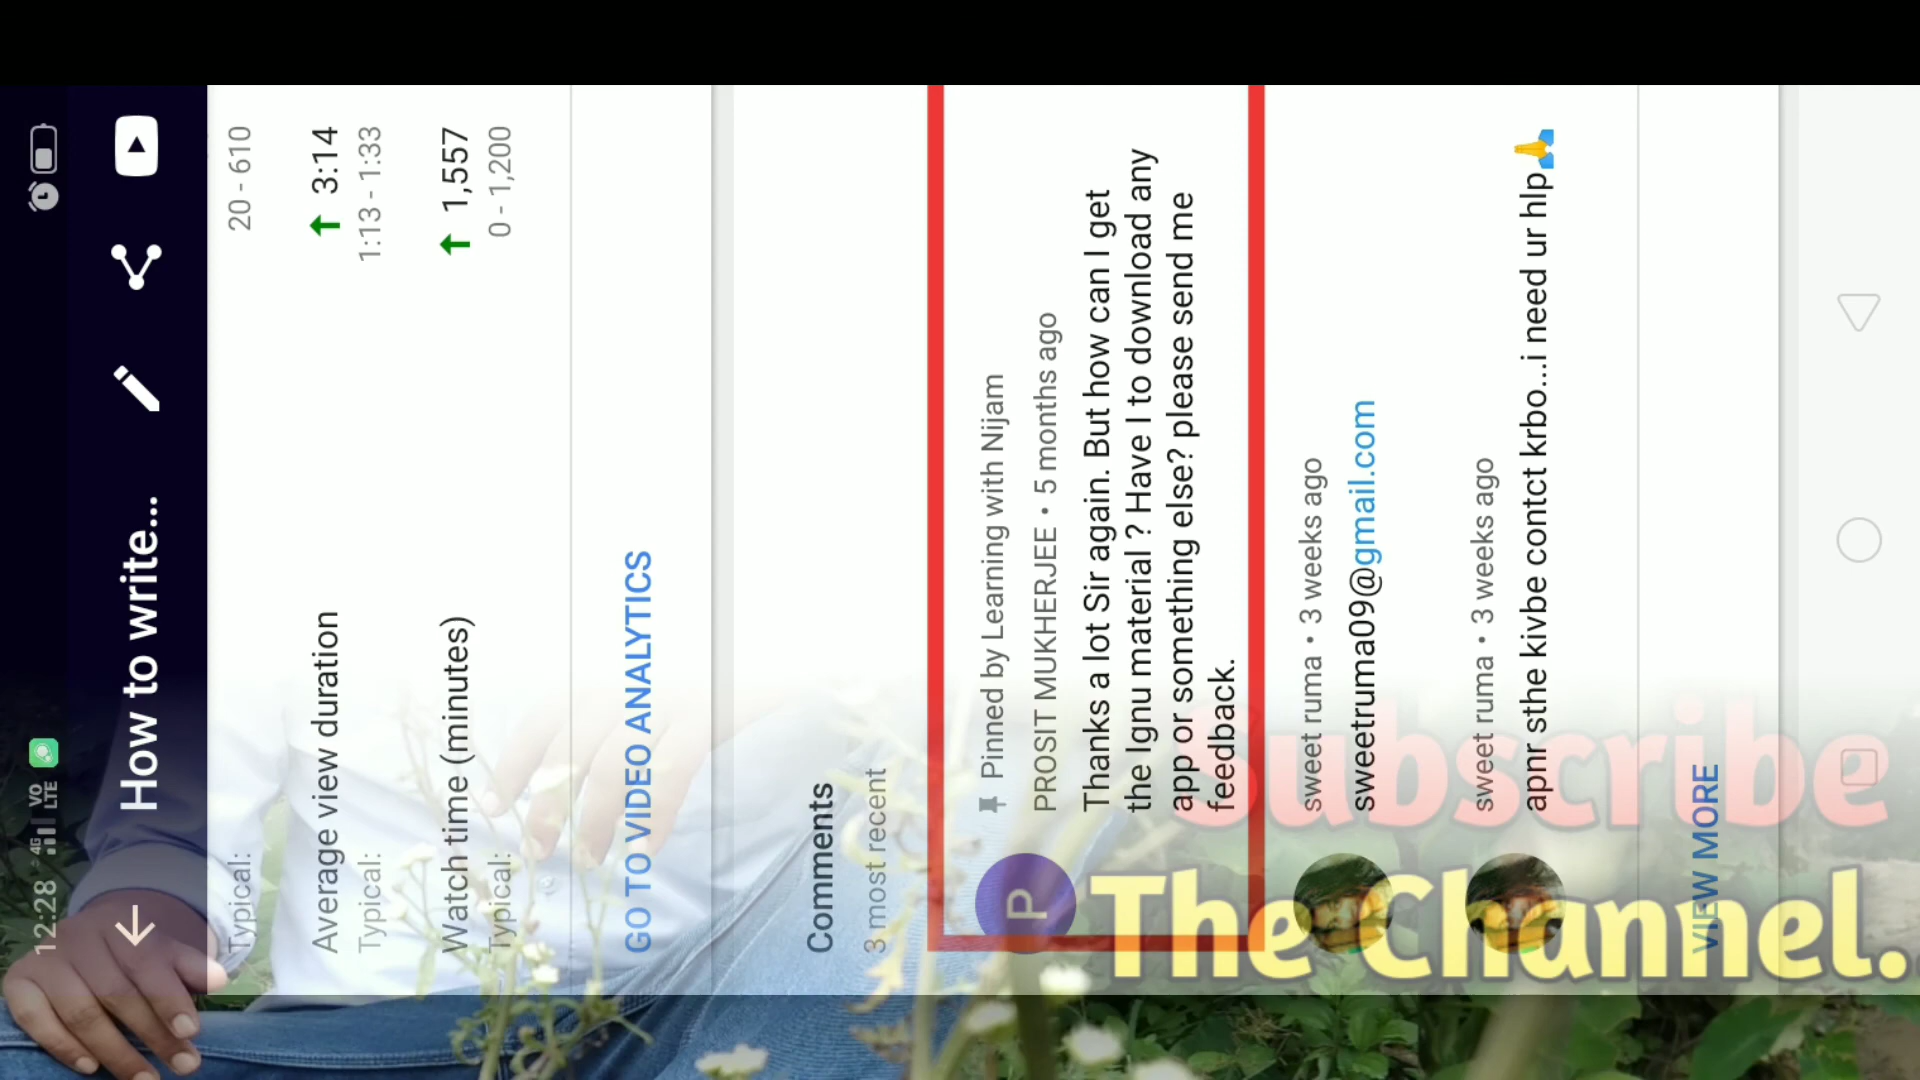 12:28 4G VO LTE
How to write...
Typical: 20 - 610
Average view duration 3:14
Typical: 1:13 - 1:33
Watch time (minutes) 1,557
Typical: 0 - 1,200
GO TO VIDEO ANALYTICS
Comments
3 most recent
Pinned by Learning with Nijam
P
PROSIT MUKHERJEE • 5 months ago
Thanks a lot Sir again. But how can I get
the Ignu material ? Have I to download any
app or something else? please send me
feedback.
sweet ruma • 3 weeks ago
sweetruma09@gmail.com
sweet ruma • 3 weeks ago
apnr sthe kivbe contct krbo...i need ur hlp🙏
VIEW MORE
Subscribe
The Channel..